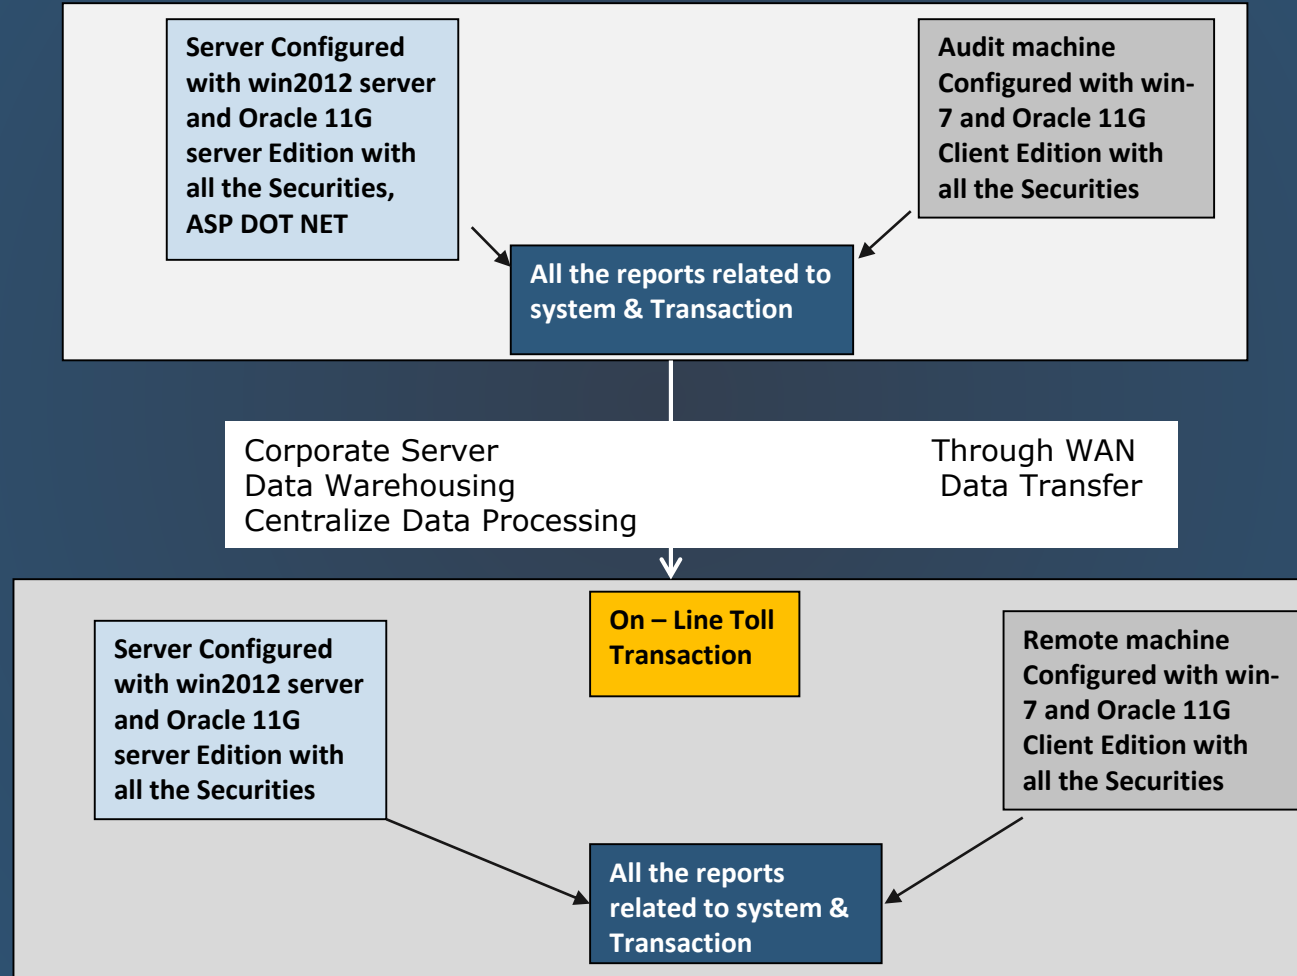 Server Configured
with win2012 server
and Oracle 11G
server Edition with
all the Securities,
ASP DOT NET
Audit machine
Configured with win-
7 and Oracle 11G
Client Edition with
all the Securities
All the reports related to
system & Transaction
Corporate Server
Data Warehousing
Centralize Data Processing
Through WAN
Data Transfer
On – Line Toll
Transaction
Server Configured
with win2012 server
and Oracle 11G
server Edition with
all the Securities
Remote machine
Configured with win-
7 and Oracle 11G
Client Edition with
all the Securities
All the reports
related to system &
Transaction